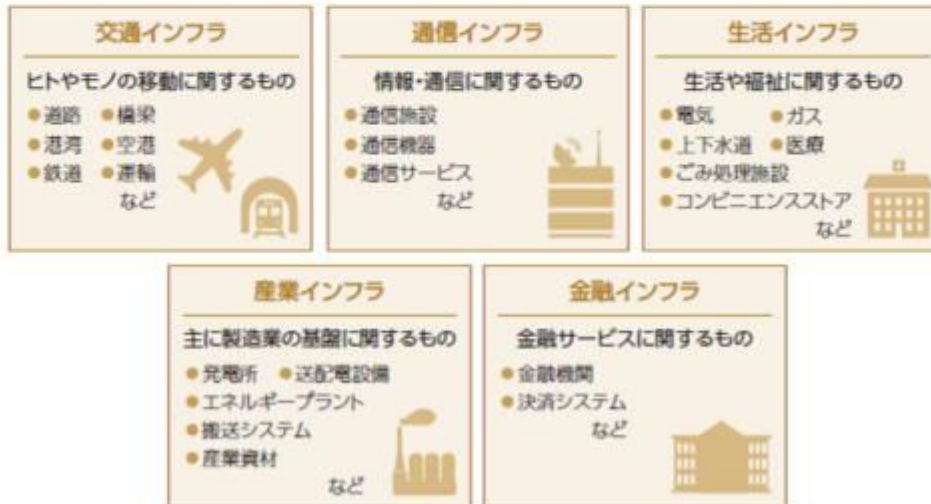 交通インフラ
ヒトやモノの移動に関するもの
●道路 ●橋梁
●港湾 ●空港
●鉄道 ●運輸
など
通信インフラ
情報・通信に関するもの
●通信施設
●通信機器
●通信サービス
など
生活インフラ
生活や福祉に関するもの
●電気 ●ガス
●上下水道 ●医療
●ごみ処理施設
●コンビニエンスストア
など
産業インフラ
主に製造業の基盤に関するもの
●発電所 ●送配電設備
●エネルギープラント
●搬送システム
●産業資材
など
金融インフラ
金融サービスに関するもの
●金融機関
●決済システム
など